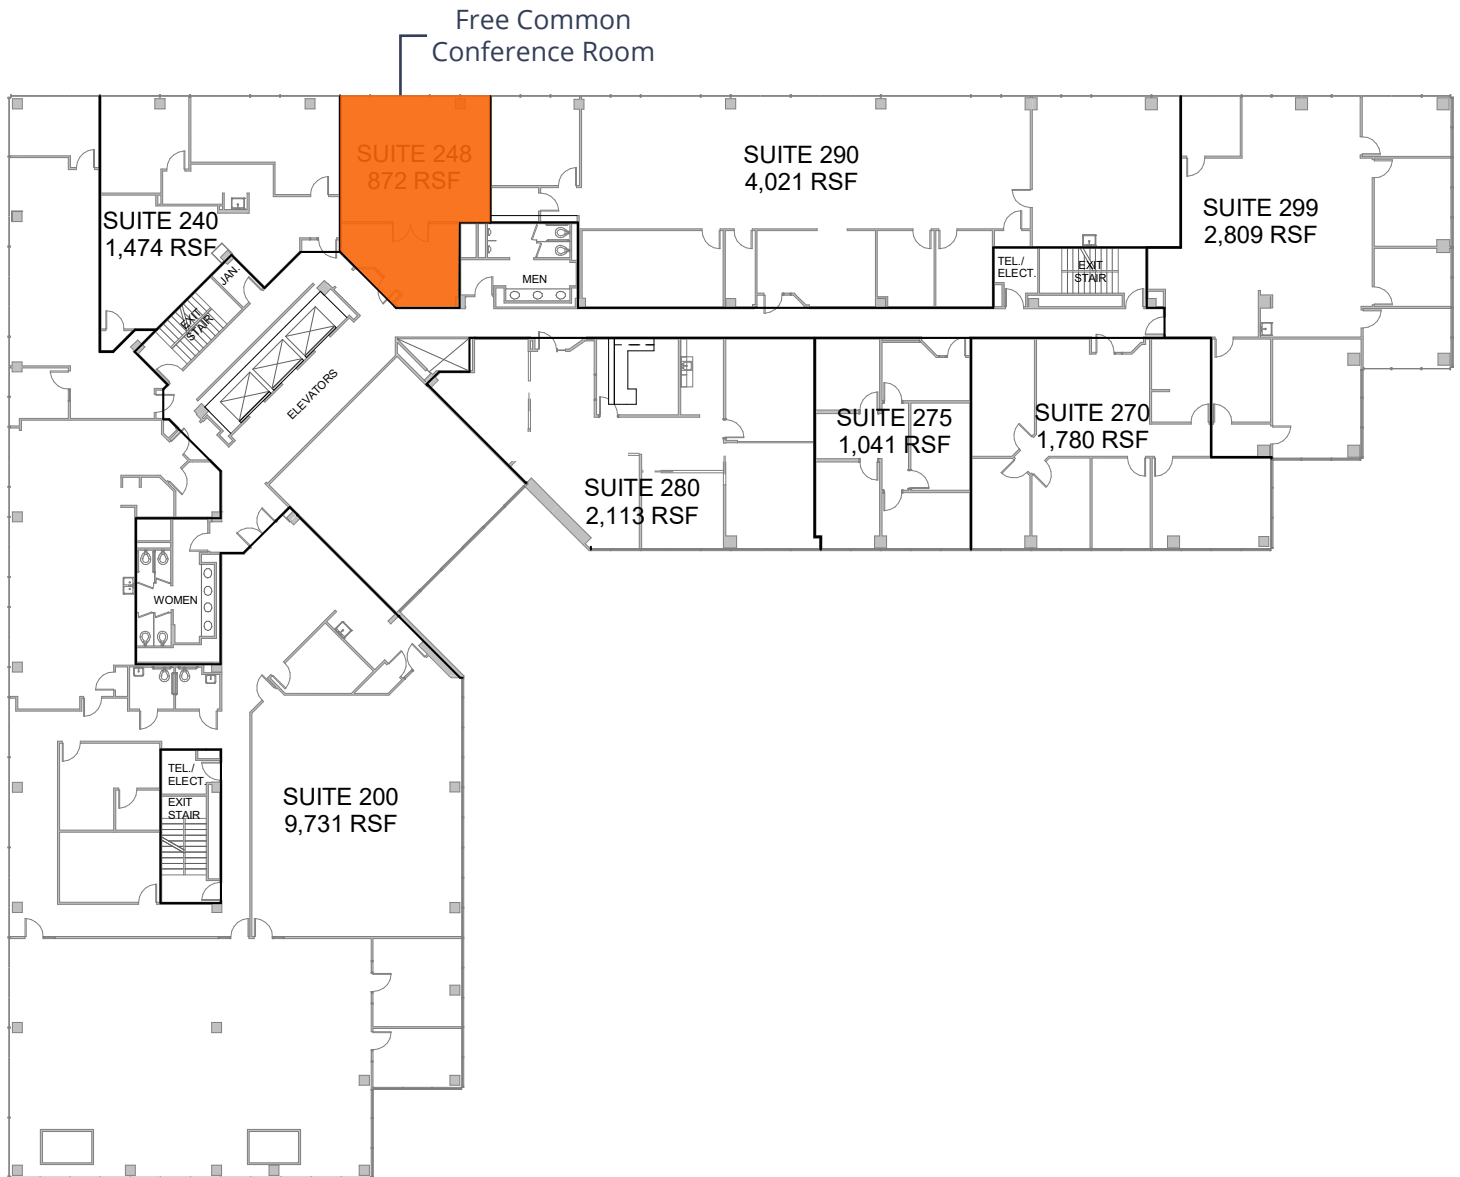 Free Common
Conference Room
SUITE 248
872 RSF
SUITE 290
4,021 RSF
SUITE 240
1,474 RSF
SUITE 299
2,809 RSF
JAN.
MEN
TEL./
ELECT.
EXIT
STAIR
EXIT
STAIR
ELEVATORS
SUITE 275
1,041 RSF
SUITE 270
1,780 RSF
SUITE 280
2,113 RSF
WOMEN
TEL./
ELECT.
EXIT
STAIR
SUITE 200
9,731 RSF